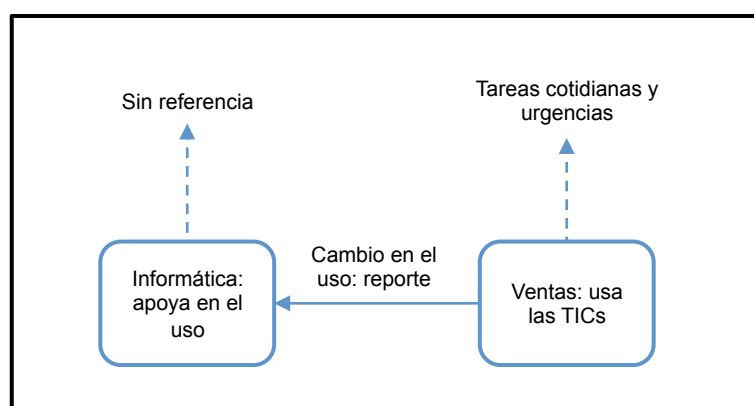 Sin referencia
Tareas cotidianas y
urgencias
Cambio en el
uso: reporte
Informática:
apoya en el
uso
Ventas: usa
las TICs